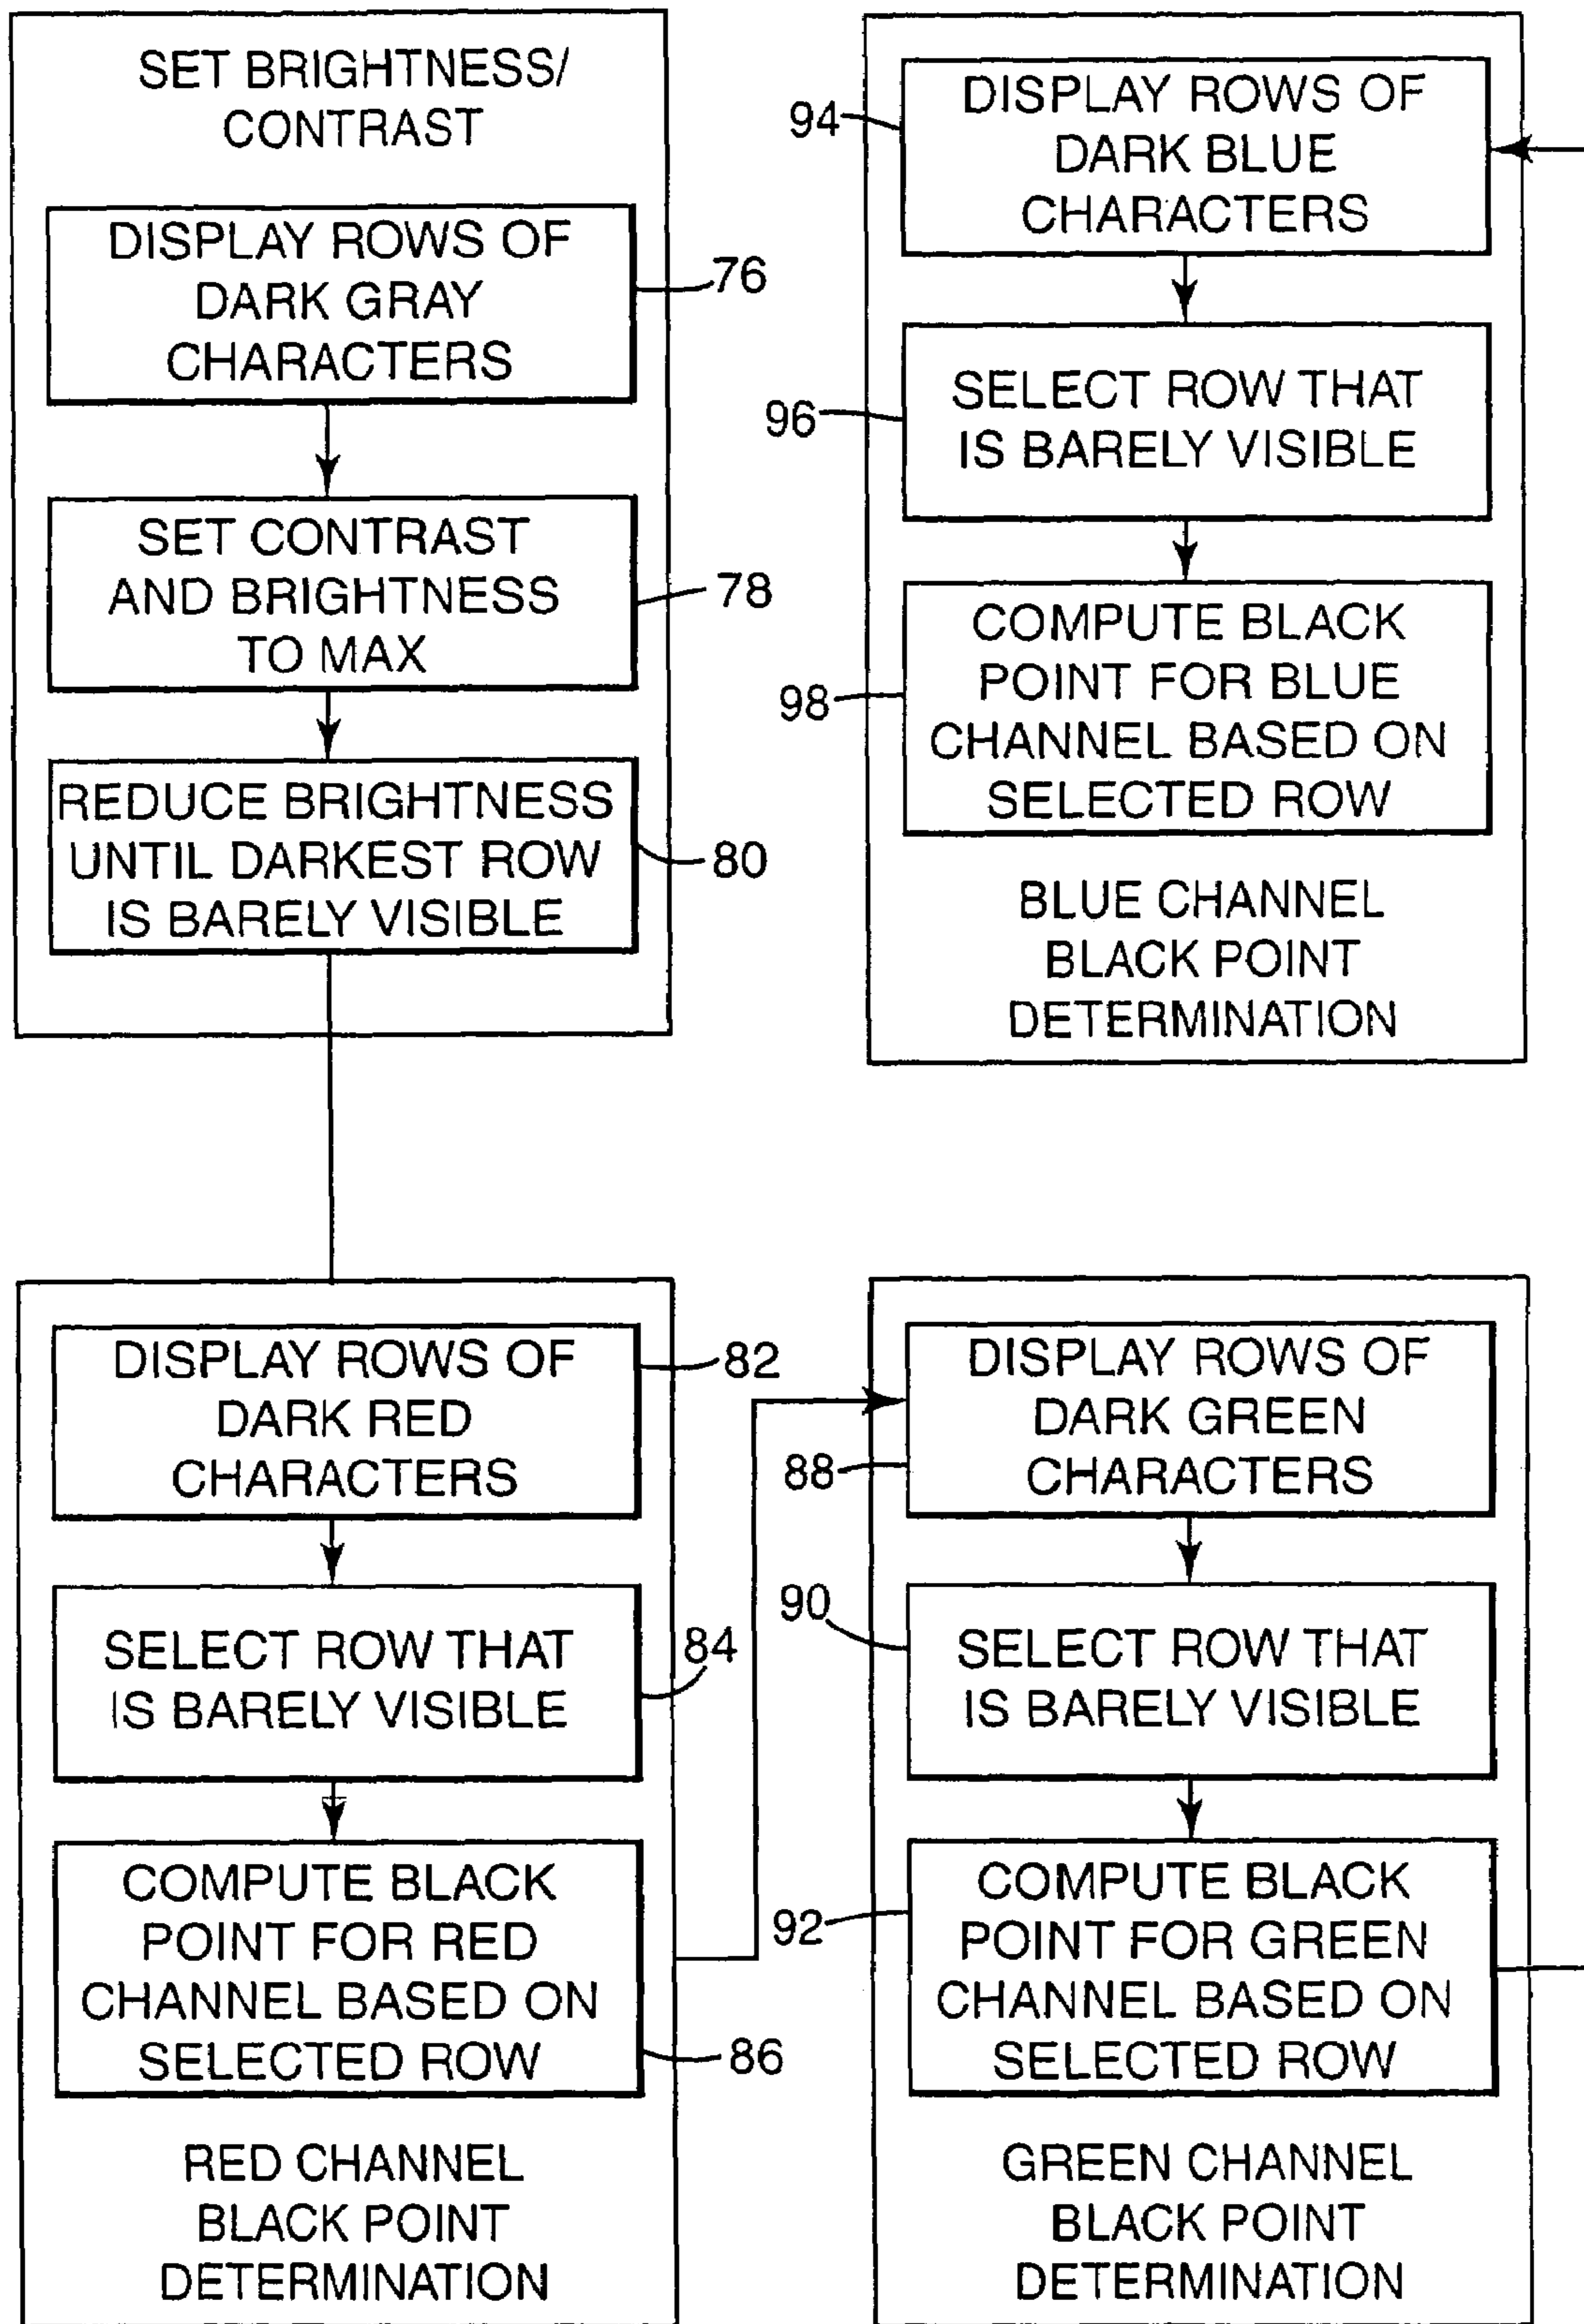 SET BRIGHTNESS/
CONTRAST
DISPLAY ROWS OF
DARK GRAY
CHARACTERS
76
SET CONTRAST
AND BRIGHTNESS
TO MAX
78
REDUCE BRIGHTNESS
UNTIL DARKEST ROW
IS BARELY VISIBLE
80
DISPLAY ROWS OF
DARK RED
CHARACTERS
82
SELECT ROW THAT
IS BARELY VISIBLE
84
COMPUTE BLACK
POINT FOR RED
CHANNEL BASED ON
SELECTED ROW
86
RED CHANNEL
BLACK POINT
DETERMINATION
DISPLAY ROWS OF
DARK GREEN
CHARACTERS
88
SELECT ROW THAT
IS BARELY VISIBLE
90
COMPUTE BLACK
POINT FOR GREEN
CHANNEL BASED ON
SELECTED ROW
92
GREEN CHANNEL
BLACK POINT
DETERMINATION
DISPLAY ROWS OF
DARK BLUE
CHARACTERS
94
SELECT ROW THAT
IS BARELY VISIBLE
96
COMPUTE BLACK
POINT FOR BLUE
CHANNEL BASED ON
SELECTED ROW
98
BLUE CHANNEL
BLACK POINT
DETERMINATION